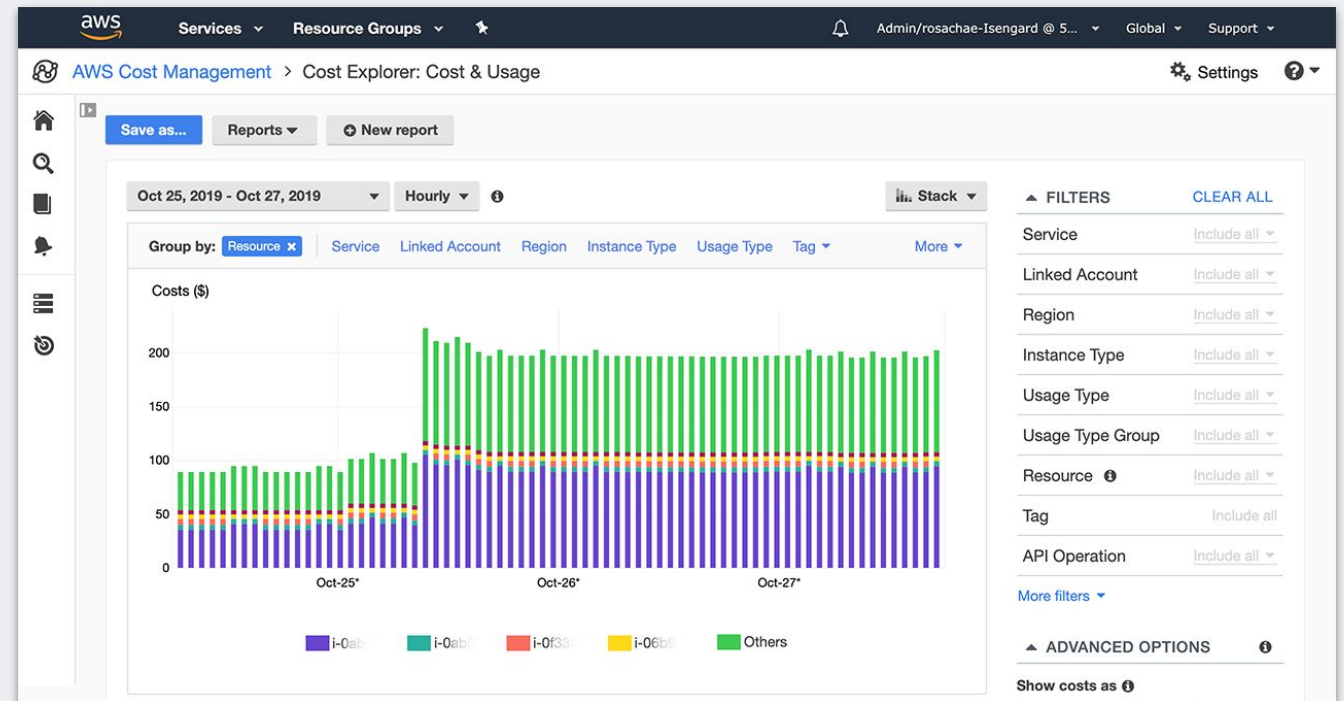 aws Services Resource Groups Admin/rosachae-Isengard @ 5... Global Support
AWS Cost Management > Cost Explorer: Cost & Usage Settings
Save as... Reports New report
Oct 25, 2019 - Oct 27, 2019 Hourly Stack
Group by: Resource × Service Linked Account Region Instance Type Usage Type Tag More
Costs ($)
200
150
100
50
0
Oct-25* Oct-26* Oct-27*
i-0ab i-0ab i-0f33 i-06b9 Others
FILTERS CLEAR ALL
Service Include all
Linked Account Include all
Region Include all
Instance Type Include all
Usage Type Include all
Usage Type Group Include all
Resource Include all
Tag Include all
API Operation Include all
More filters
ADVANCED OPTIONS
Show costs as